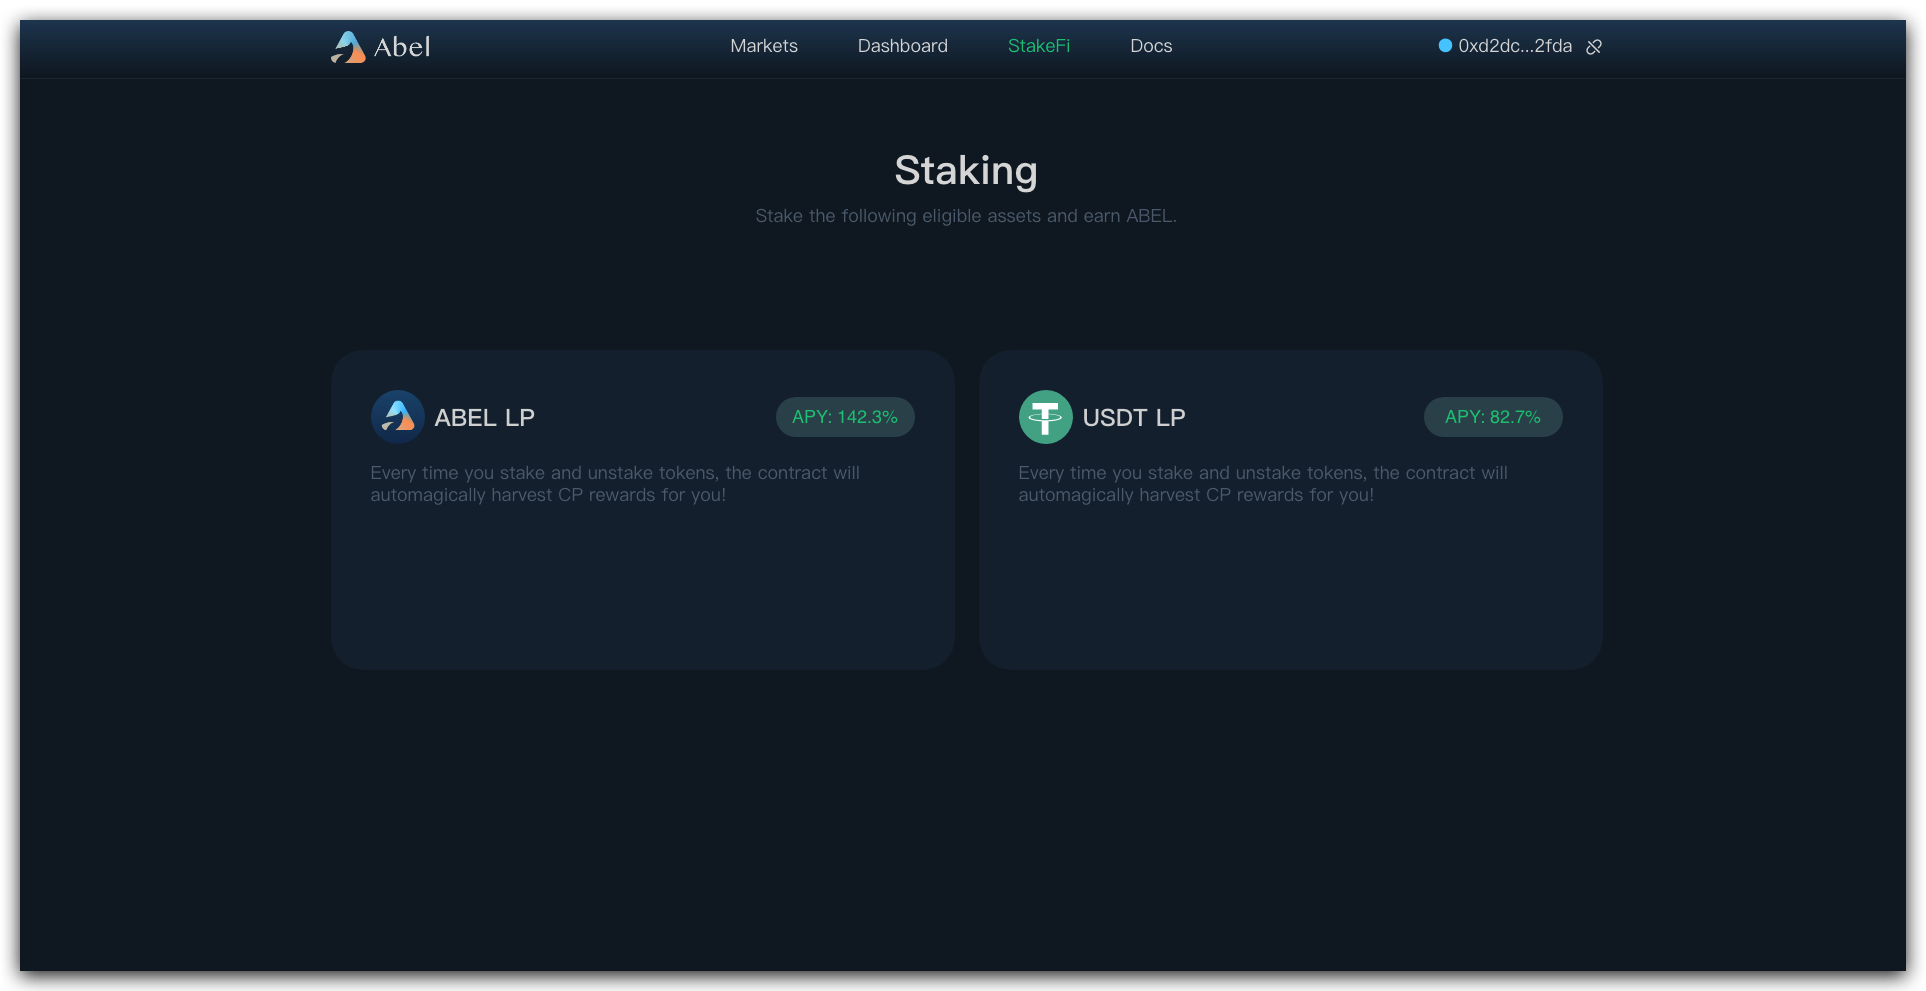 Abel
Markets
Dashboard
StakeFi
Docs
0xd2dc...2fda
Staking
Stake the following eligible assets and earn ABEL.
ABEL LP
APY: 142.3%
Every time you stake and unstake tokens, the contract will
automagically harvest CP rewards for you!
USDT LP
APY: 82.7%
Every time you stake and unstake tokens, the contract will
automagically harvest CP rewards for you!